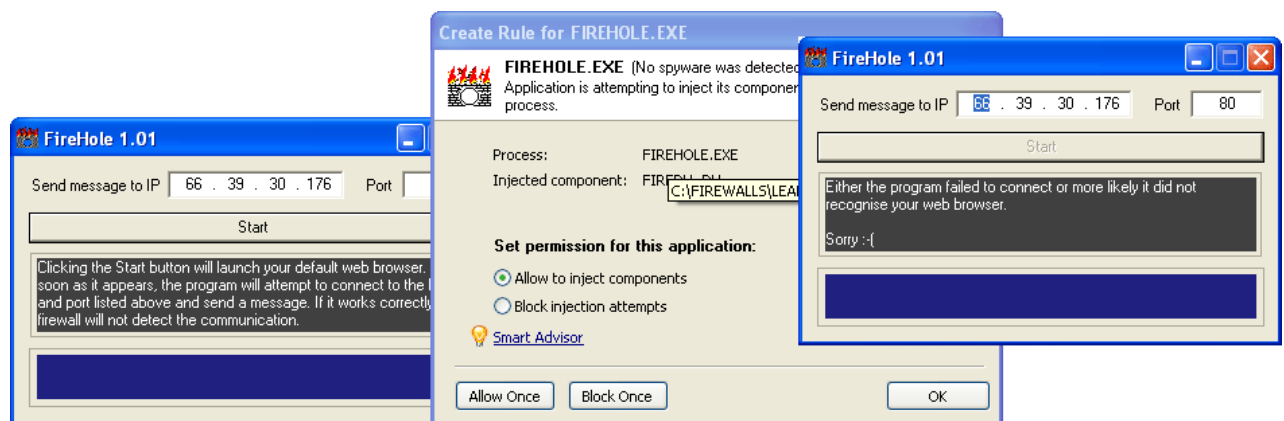 FireHole 1.01
Send message to IP 66 . 39 . 30 . 176 Port
Start
Clicking the Start button will launch your default web browser.
soon as it appears, the program will attempt to connect to the
and port listed above and send a message. If it works correctly
firewall will not detect the communication.
Create Rule for FIREHOLE.EXE
FIREHOLE.EXE (No spyware was detected
Application is attempting to inject its
process.
Process: FIREHOLE.EXE
Injected component:
C:\FIREWALLS\
Set permission for this application:
Allow to inject components
Block injection attempts
Smart Advisor
Allow Once Block Once OK
FireHole 1.01
Send message to IP 66 . 39 . 30 . 176 Port 80
Start
Either the program failed to connect or more likely it did not
recognise your web browser.
Sorry :-{